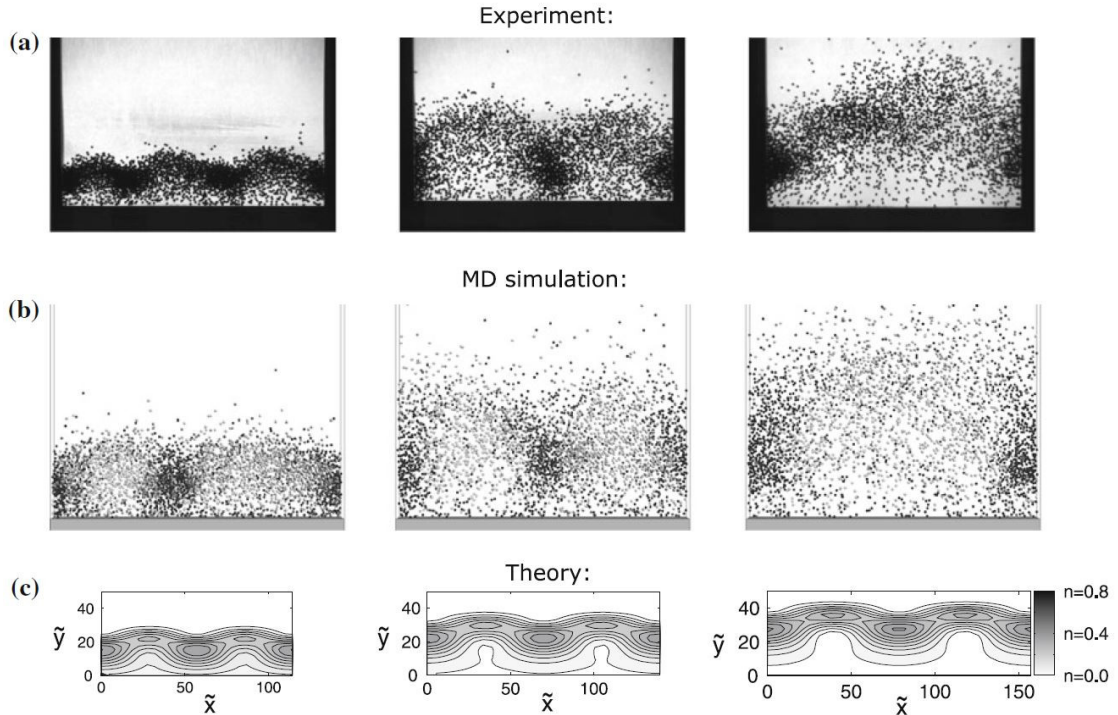 Experiment:
(a)
MD simulation:
(b)
Theory:
(c)
ỹ 40 20 0
0 50 100
x̃
ỹ 40 20 0
0 50 100
x̃
ỹ 40 20 0
0 50 100 150
x̃
n=0.8
n=0.4
n=0.0